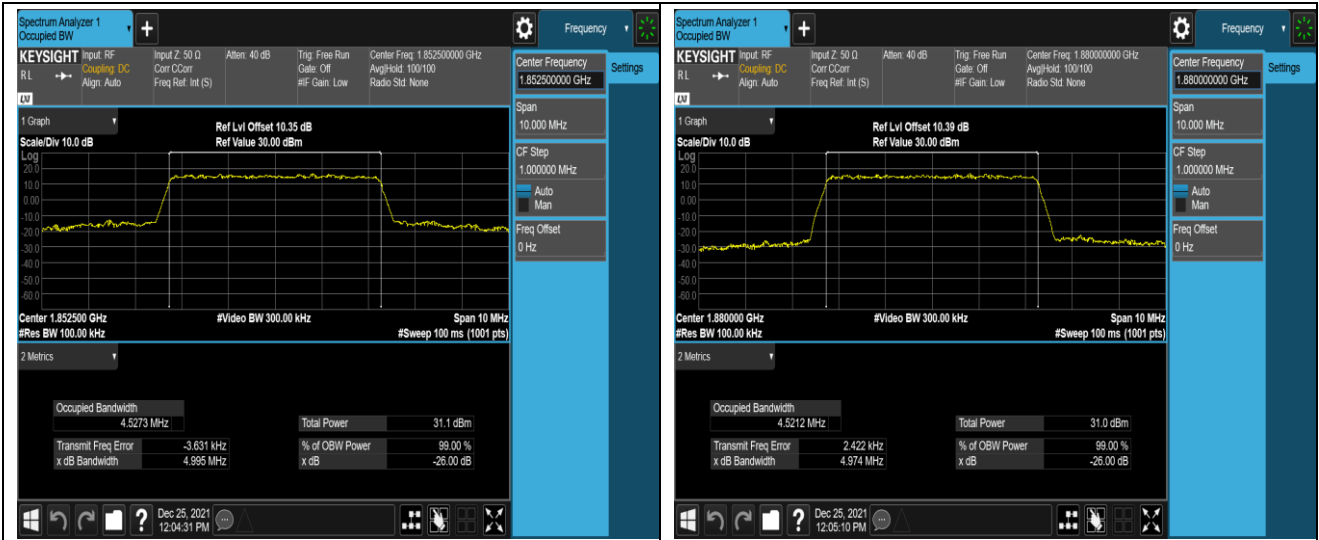 Spectrum Analyzer 1
Occupied BW
Frequency
KEYSIGHT Input: RF
RL
Coupling: DC
Align: Auto
Input Z: 50 Ω
Corr CCorr
Freq Ref: Int (S)
Atten: 40 dB
Trig: Free Run
Gate: Off
#IF Gain: Low
Center Freq: 1.852500000 GHz
Avg|Hold: 100/100
Radio Std: None
LXI
Center Frequency
1.852500000 GHz
Settings
Span
10.000 MHz
CF Step
1.000000 MHz
Auto
Man
Freq Offset
0 Hz
1 Graph
Scale/Div 10.0 dB
Ref Lvl Offset 10.35 dB
Ref Value 30.00 dBm
Log
20.0
10.0
0.00
-10.0
-20.0
-30.0
-40.0
-50.0
-60.0
Center 1.852500 GHz
#Video BW 300.00 kHz
Span 10 MHz
#Res BW 100.00 kHz
#Sweep 100 ms (1001 pts)
2 Metrics
Occupied Bandwidth
4.5273 MHz
Total Power 31.1 dBm
Transmit Freq Error -3.631 kHz
% of OBW Power 99.00 %
x dB Bandwidth 4.995 MHz
x dB -26.00 dB
Dec 25, 2021
12:04:31 PM
Spectrum Analyzer 1
Occupied BW
Frequency
KEYSIGHT Input: RF
RL
Coupling: DC
Align: Auto
Input Z: 50 Ω
Corr CCorr
Freq Ref: Int (S)
Atten: 40 dB
Trig: Free Run
Gate: Off
#IF Gain: Low
Center Freq: 1.880000000 GHz
Avg|Hold: 100/100
Radio Std: None
LXI
Center Frequency
1.880000000 GHz
Settings
Span
10.000 MHz
CF Step
1.000000 MHz
Auto
Man
Freq Offset
0 Hz
1 Graph
Scale/Div 10.0 dB
Ref Lvl Offset 10.39 dB
Ref Value 30.00 dBm
Log
20.0
10.0
0.00
-10.0
-20.0
-30.0
-40.0
-50.0
-60.0
Center 1.880000 GHz
#Video BW 300.00 kHz
Span 10 MHz
#Res BW 100.00 kHz
#Sweep 100 ms (1001 pts)
2 Metrics
Occupied Bandwidth
4.5212 MHz
Total Power 31.0 dBm
Transmit Freq Error 2.422 kHz
% of OBW Power 99.00 %
x dB Bandwidth 4.974 MHz
x dB -26.00 dB
Dec 25, 2021
12:05:10 PM